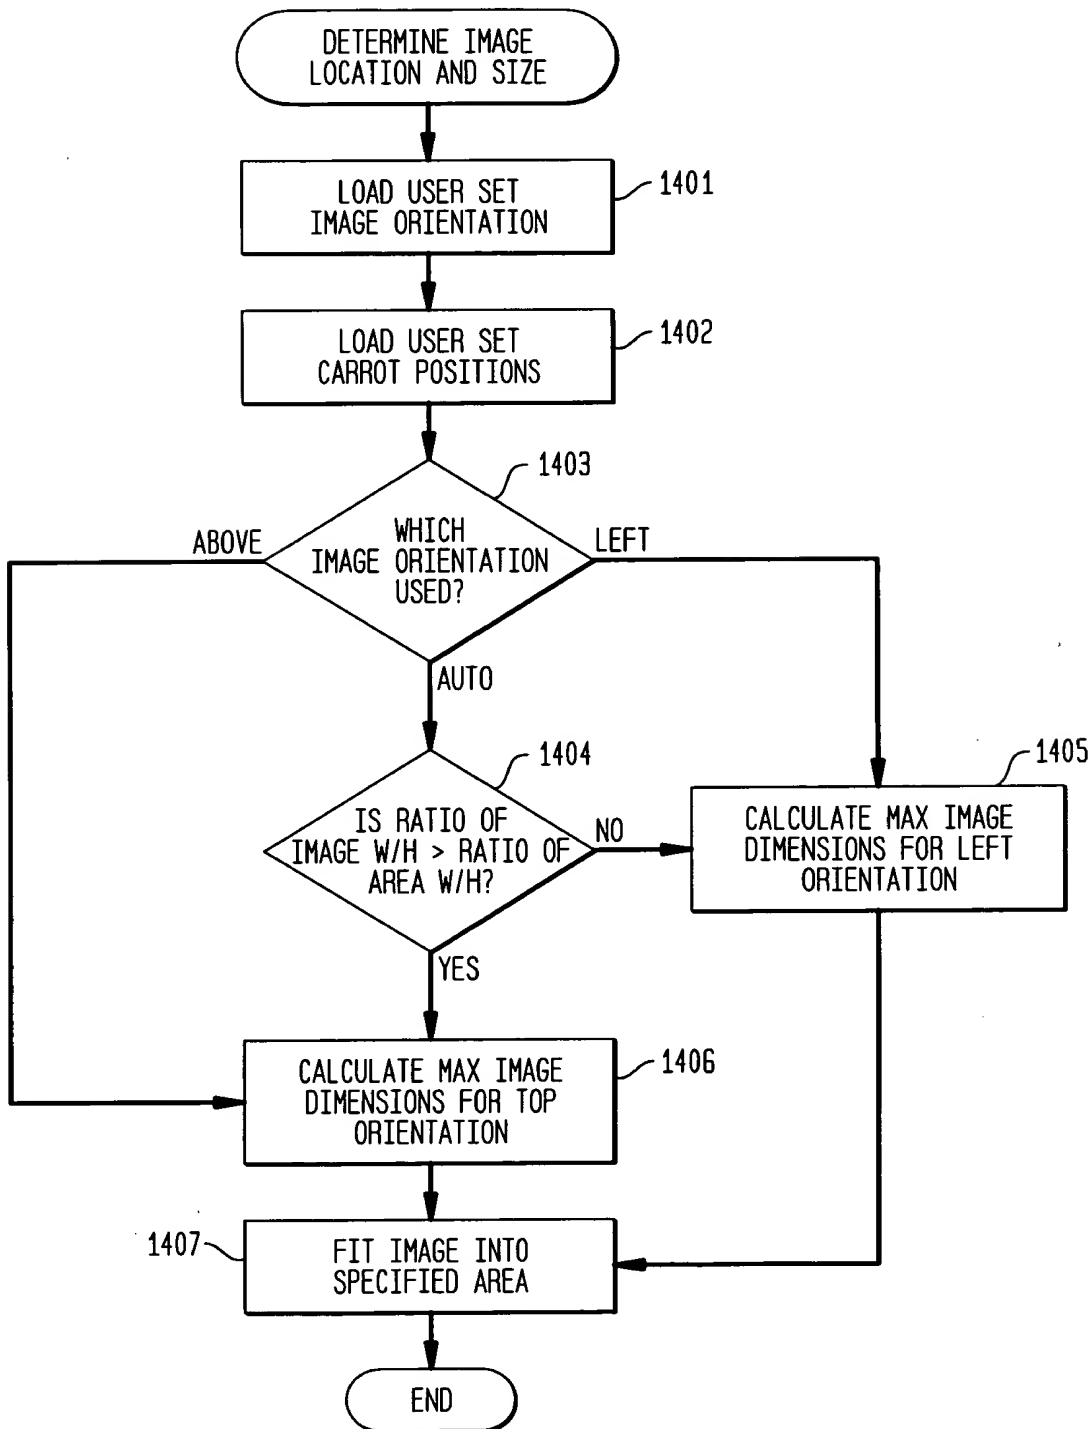 DETERMINE IMAGE
LOCATION AND SIZE
LOAD USER SET
IMAGE ORIENTATION
1401
LOAD USER SET
CARROT POSITIONS
1402
1403
WHICH
IMAGE ORIENTATION
USED?
ABOVE
LEFT
AUTO
1404
IS RATIO OF
IMAGE W/H > RATIO OF
AREA W/H?
NO
YES
1405
CALCULATE MAX IMAGE
DIMENSIONS FOR LEFT
ORIENTATION
CALCULATE MAX IMAGE
DIMENSIONS FOR TOP
ORIENTATION
1406
1407
FIT IMAGE INTO
SPECIFIED AREA
END